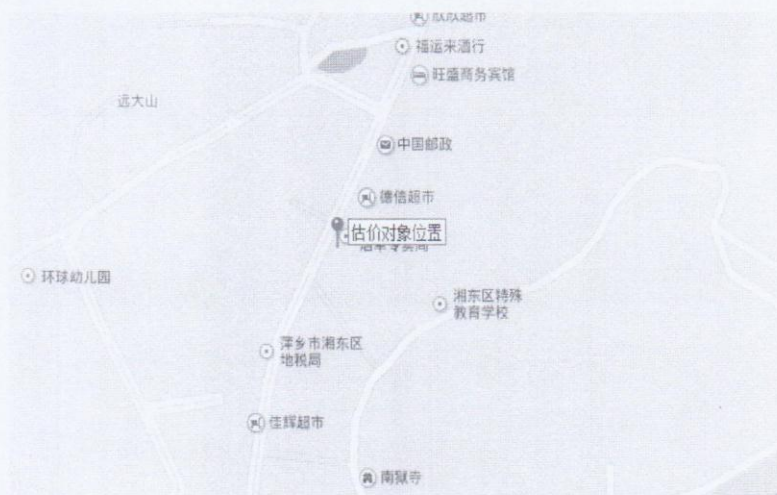 超市
福运来酒行
旺盛商务宾馆
远大山
中国邮政
德信超市
估价对象位置
环球幼儿园
湘东区特殊
教育学校
萍乡市湘东区
地税局
佳辉超市
南狱寺